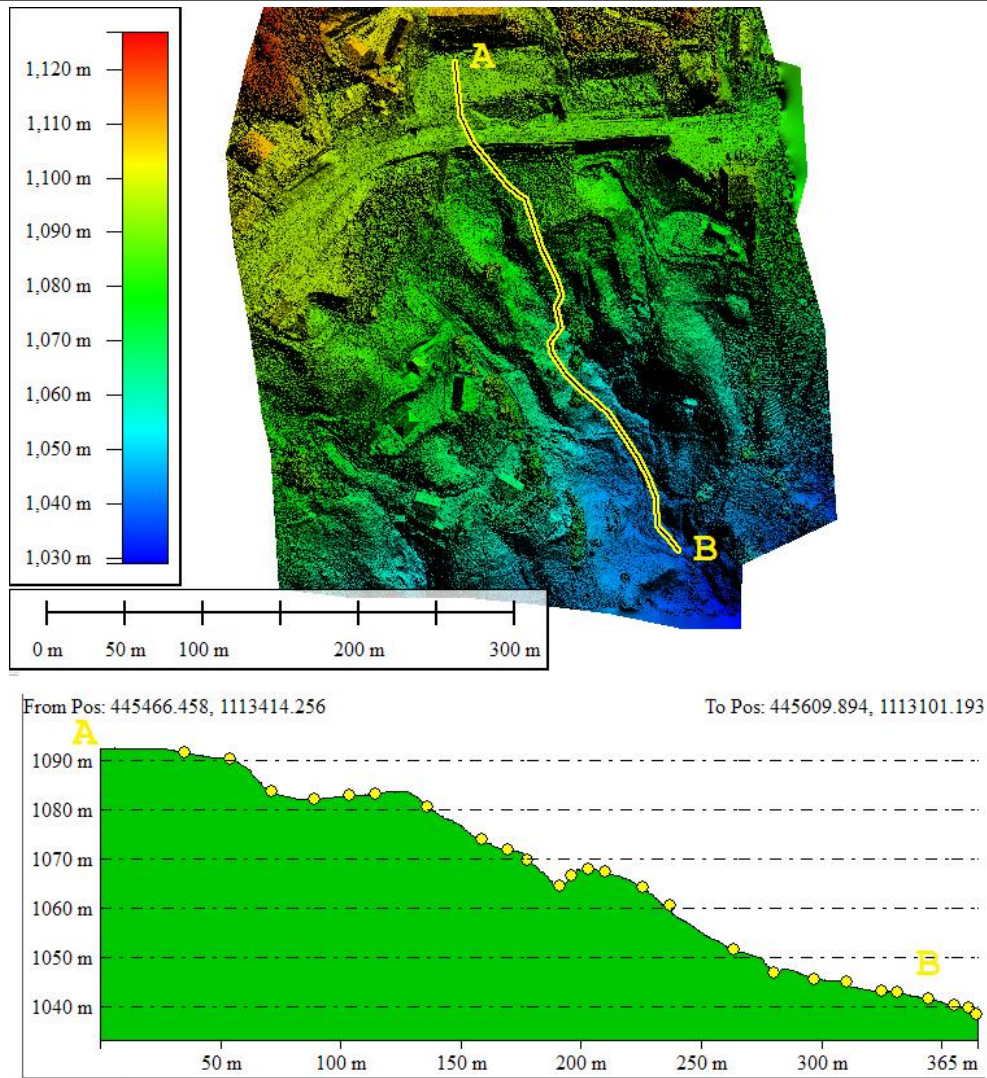 1,120 m
1,110 m
1,100 m
1,090 m
1,080 m
1,070 m
1,060 m
1,050 m
1,040 m
1,030 m
A
B
0 m 50 m 100 m 200 m 300 m
From Pos: 445466.458, 1113414.256 To Pos: 445609.894, 1113101.193
A
1090 m
1080 m
1070 m
1060 m
1050 m
B
1040 m
50 m 100 m 150 m 200 m 250 m 300 m 365 m